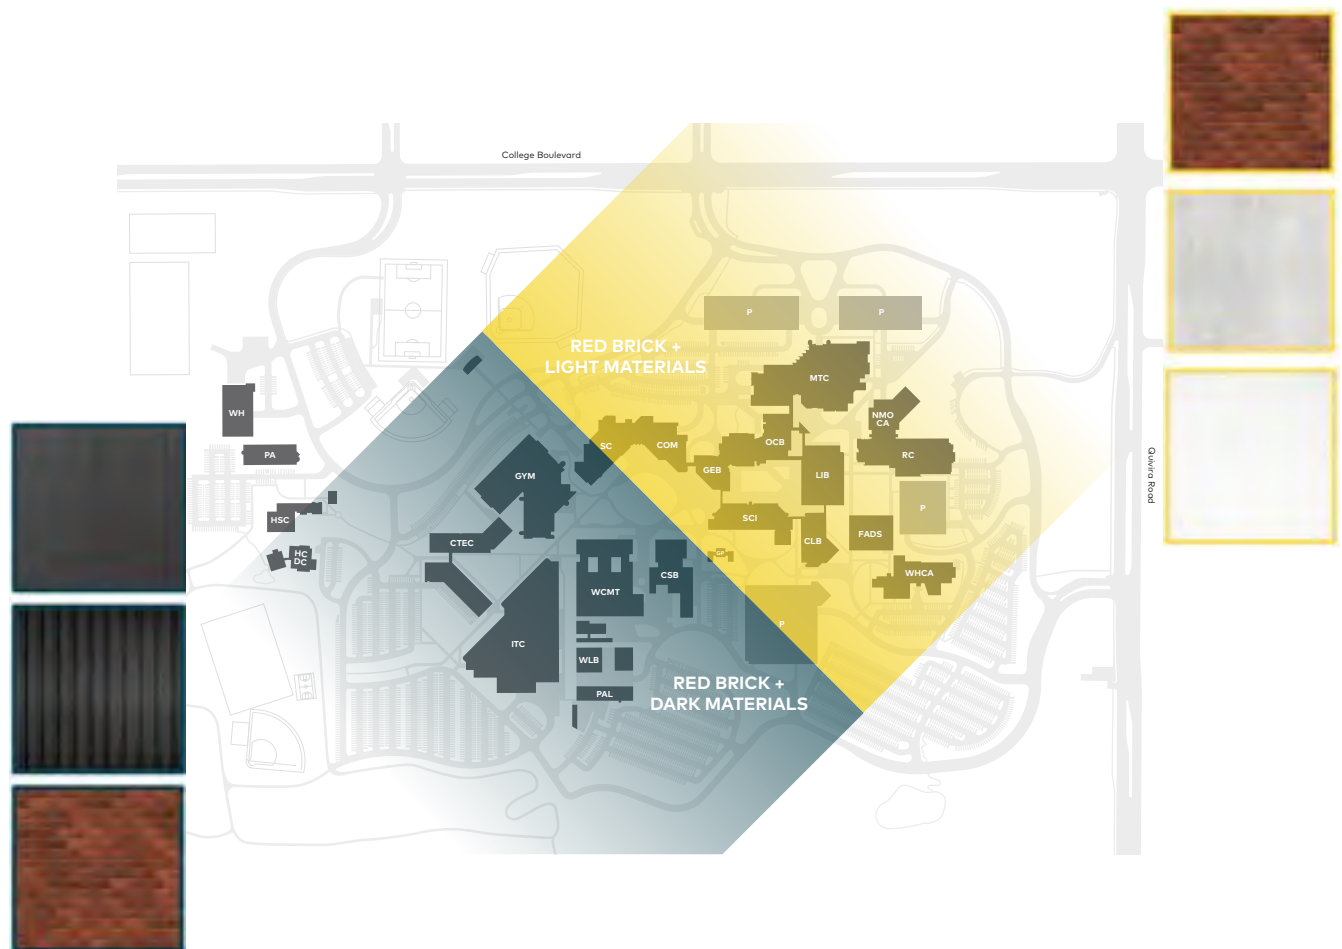 College Boulevard
P
P
RED BRICK +
LIGHT MATERIALS
MTC
WH
NMO
CA
PA
SC
COM
OCB
RC
GEB
GYM
LIB
P
HSC
SCI
CTEC
CLB
FADS
HC
DC
GP
CSB
WHCA
WCMT
P
ITC
WLB
PAL
RED BRICK +
DARK MATERIALS
Quivira Road